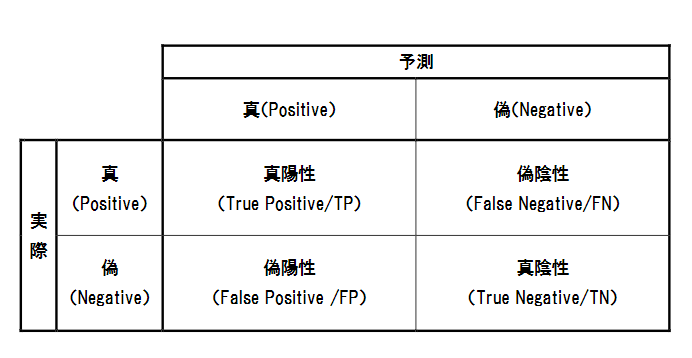 予測
真(Positive)
偽(Negative)
実際
真
(Positive)
真陽性
(True Positive/TP)
偽陰性
(False Negative/FN)
偽
(Negative)
偽陽性
(False Positive /FP)
真陰性
(True Negative/TN)